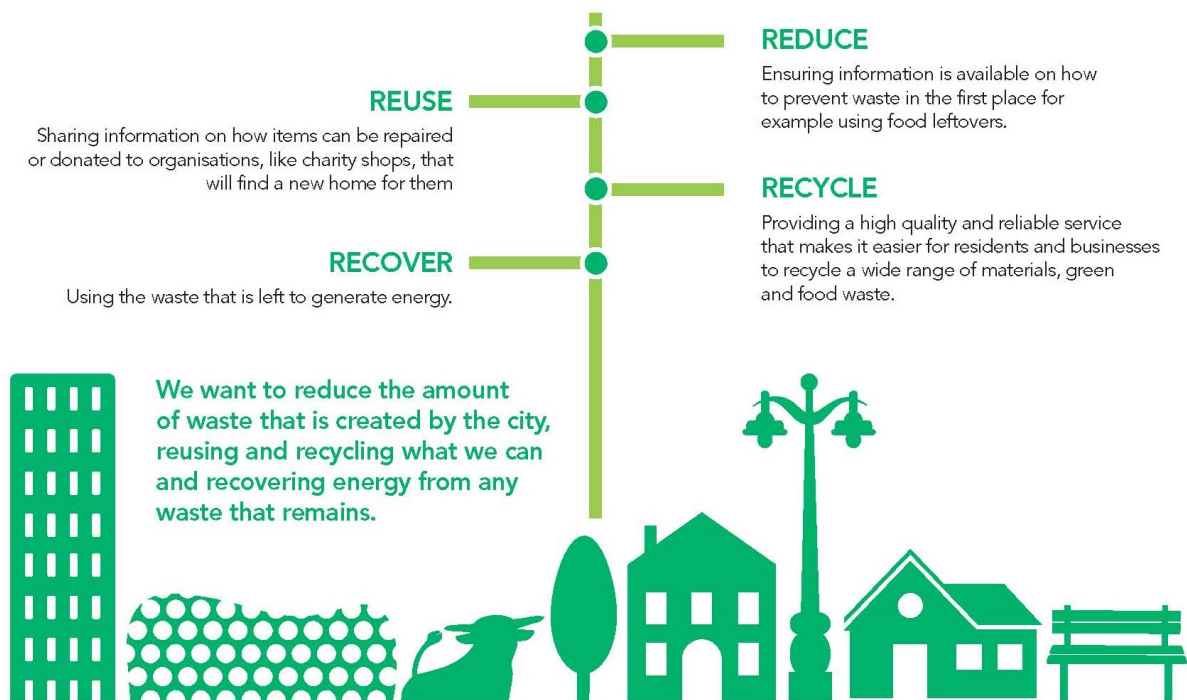 REDUCE
Ensuring information is available on how
to prevent waste in the first place for
example using food leftovers.
REUSE
Sharing information on how items can be repaired
or donated to organisations, like charity shops, that
will find a new home for them
RECYCLE
Providing a high quality and reliable service
that makes it easier for residents and businesses
to recycle a wide range of materials, green
and food waste.
RECOVER
Using the waste that is left to generate energy.
We want to reduce the amount
of waste that is created by the city,
reusing and recycling what we can
and recovering energy from any
waste that remains.